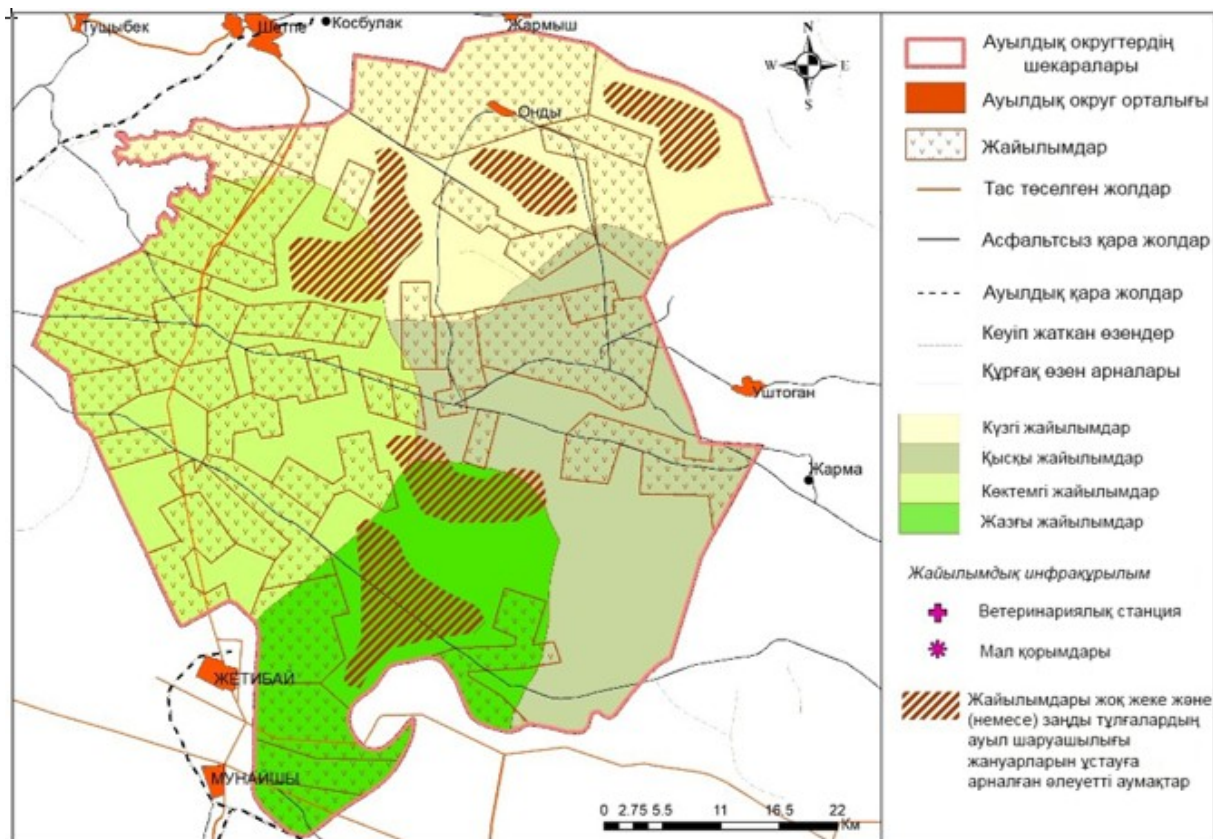 Тущыбек
Шетпе
Косбулак
Жармыш
N
W E
S
Онды
Уштоган
Жарма
ЖЕТИБАЙ
МУНАЙШЫ
0 2.75 5.5 11 16.5 22
Км
Ауылдық округтердің
шекаралары
Ауылдық округ орталығы
Жайылымдар
Тас төселген жолдар
Асфальтсыз қара жолдар
Ауылдық қара жолдар
Кеуіп жаткан өзендер
Құрғақ өзен арналары
Күзгі жайылымдар
Қысқы жайылымдар
Көктемгі жайылымдар
Жазғы жайылымдар
Жайылымдық инфрақұрылым
Ветеринариялық станция
Мал қорымдары
Жайылымдары жоқ жеке және
(немесе) заңды тұлғалардың
ауыл шаруашылығы
жануарларын ұстауға
арналған әлеуетті аумақтар